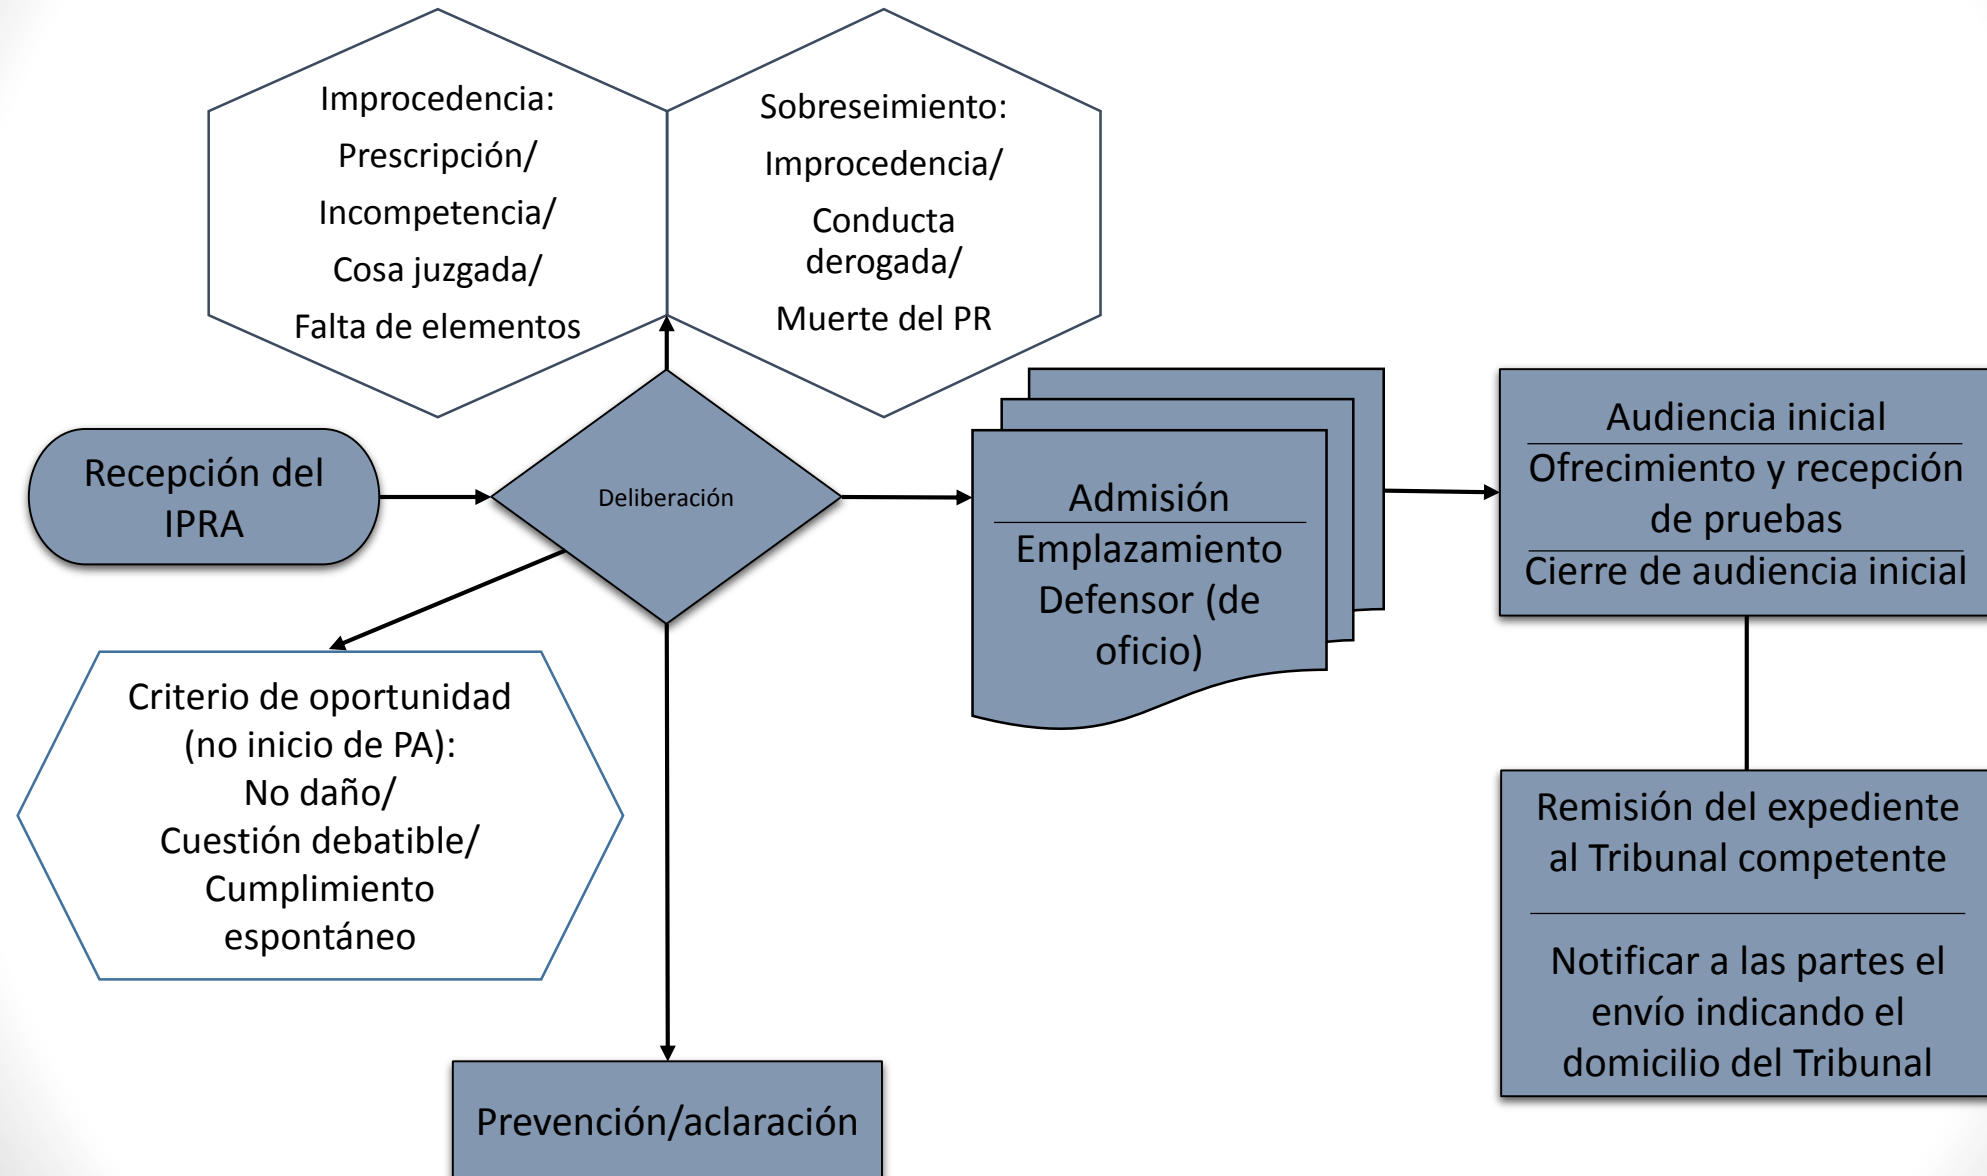 Improcedencia:
Prescripción/
Incompetencia/
Cosa juzgada/
Falta de elementos
Sobreseimiento:
Improcedencia/
Conducta
derogada/
Muerte del PR
Recepción del
IPRA
Deliberación
Admisión
Emplazamiento
Defensor (de
oficio)
Audiencia inicial
Ofrecimiento y recepción
de pruebas
Cierre de audiencia inicial
Criterio de oportunidad
(no inicio de PA):
No daño/
Cuestión debatible/
Cumplimiento
espontáneo
Remisión del expediente
al Tribunal competente
Notificar a las partes el
envío indicando el
domicilio del Tribunal
Prevención/aclaración